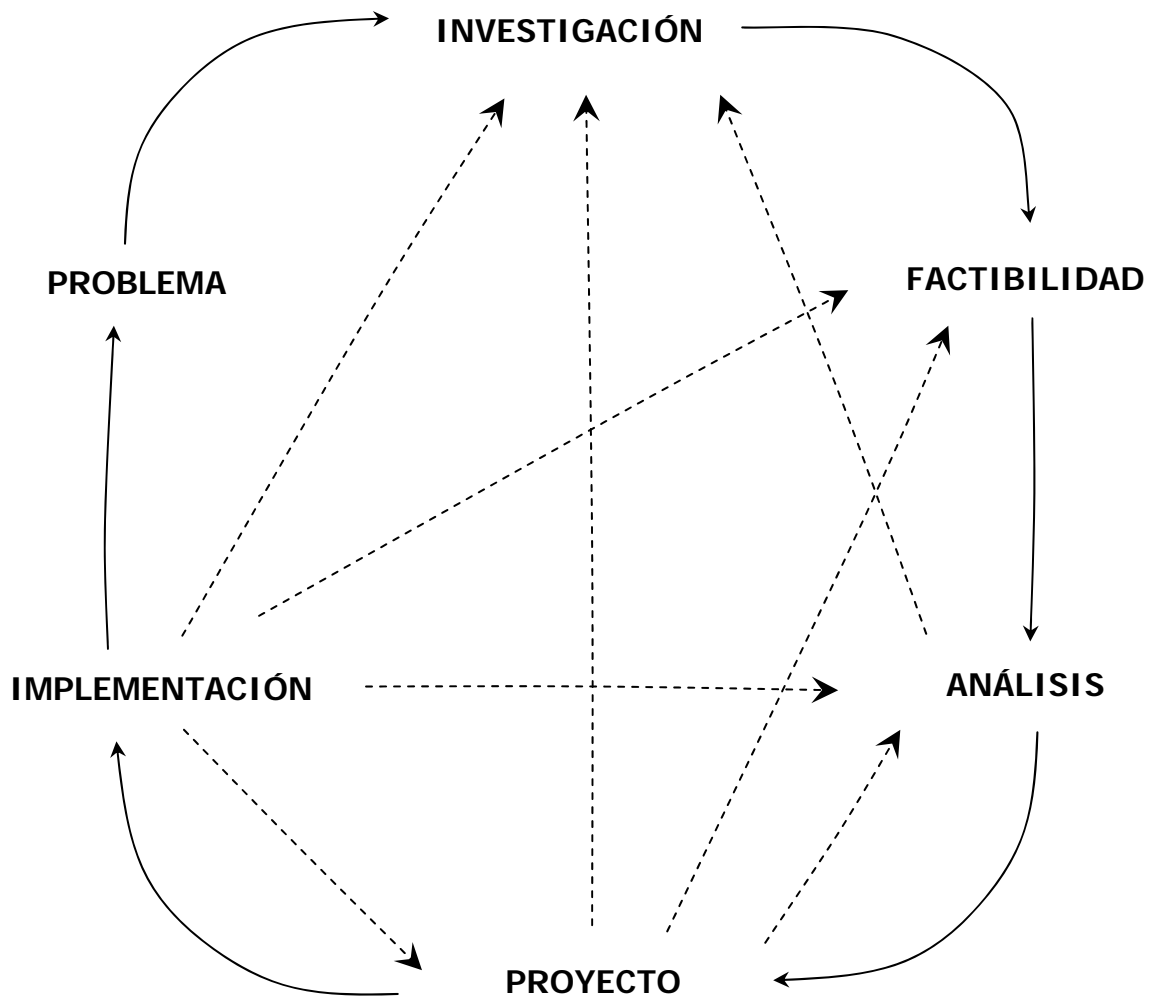 INVESTIGACIÓN
PROBLEMA
FACTIBILIDAD
IMPLEMENTACIÓN
ANÁLISIS
PROYECTO